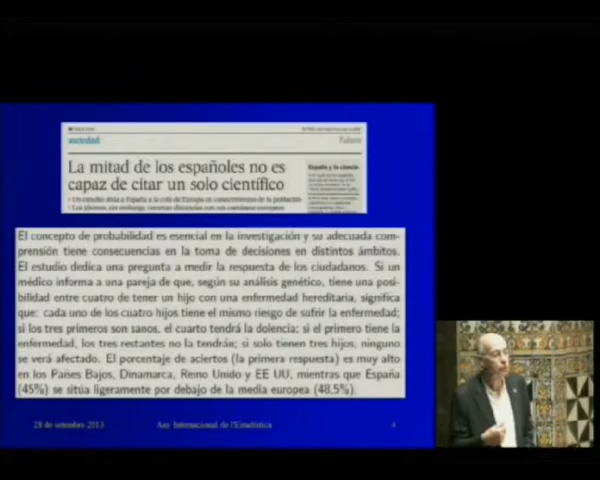 sociedad
La mitad de los españoles no es
capaz de citar un solo científico
España y la ciencia
El concepto de probabilidad es esencial en la investigación y su adecuada com-
prensión tiene consecuencias en la toma de decisiones en distintos ámbitos.
El estudio dedica una pregunta a medir la respuesta de los ciudadanos. Si un
médico informa a una pareja de que, según su análisis genético, tiene una posi-
bilidad entre cuatro de tener un hijo con una enfermedad hereditaria, significa
que: cada uno de los cuatro hijos tiene el mismo riesgo de sufrir la enfermedad;
si los tres primeros son sanos, el cuarto tendrá la dolencia; si el primero tiene la
enfermedad, los tres restantes no la tendrán; si solo tienen tres hijos, ninguno
se verá afectado. El porcentaje de aciertos (la primera respuesta) es muy alto
en los Países Bajos, Dinamarca, Reino Unido y EE UU, mientras que España
(45%) se sitúa ligeramente por debajo de la media europea (48,5%).
28 de setembre 2013
Any Internacional de l'Estadística
4